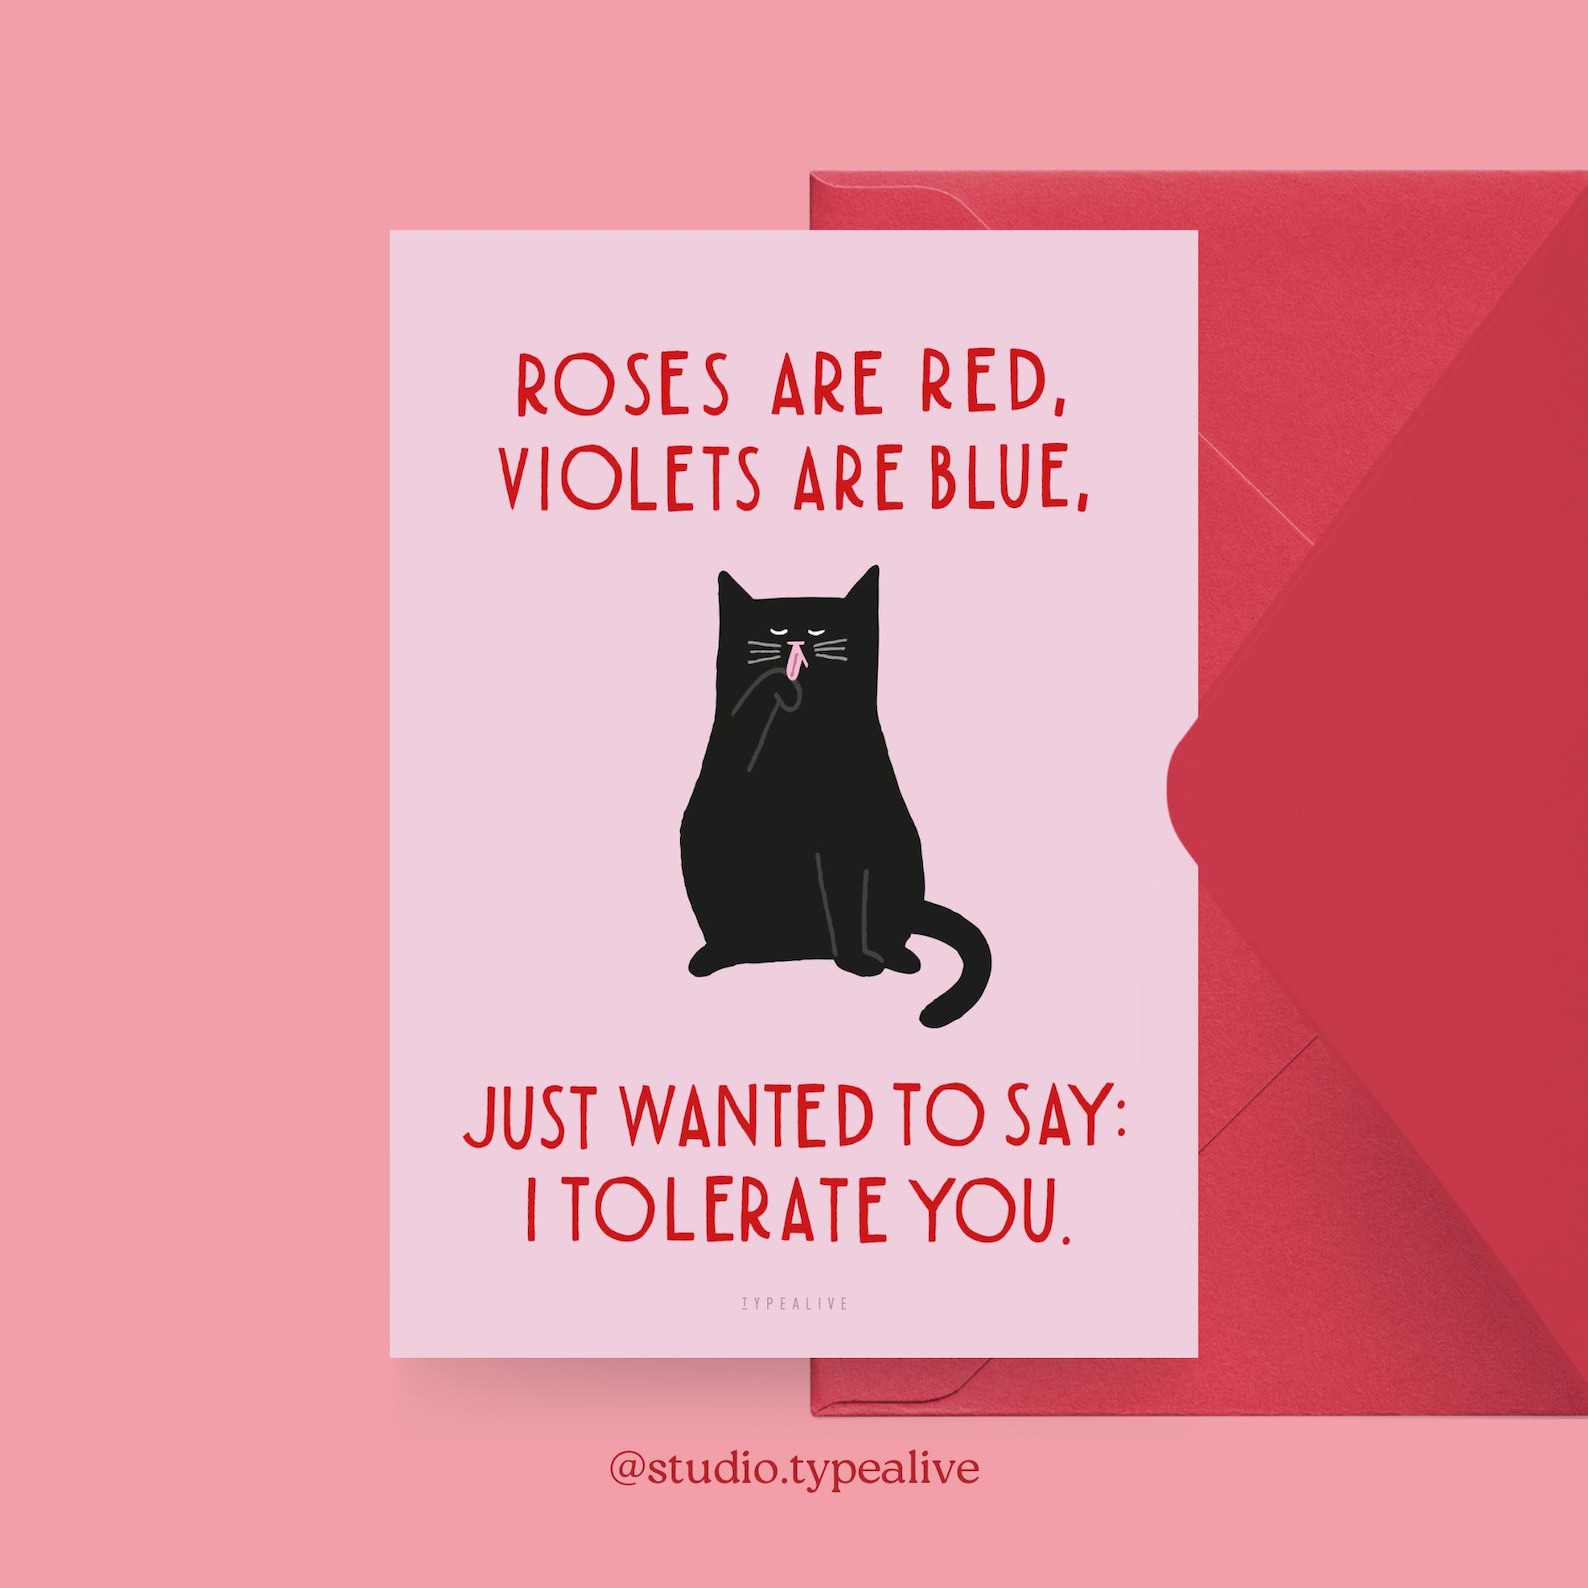 ROSES ARE RED,
VIOLETS ARE BLUE,
JUST WANTED TO SAY:
I TOLERATE YOU.
TYPEALIVE
@studio.typealive